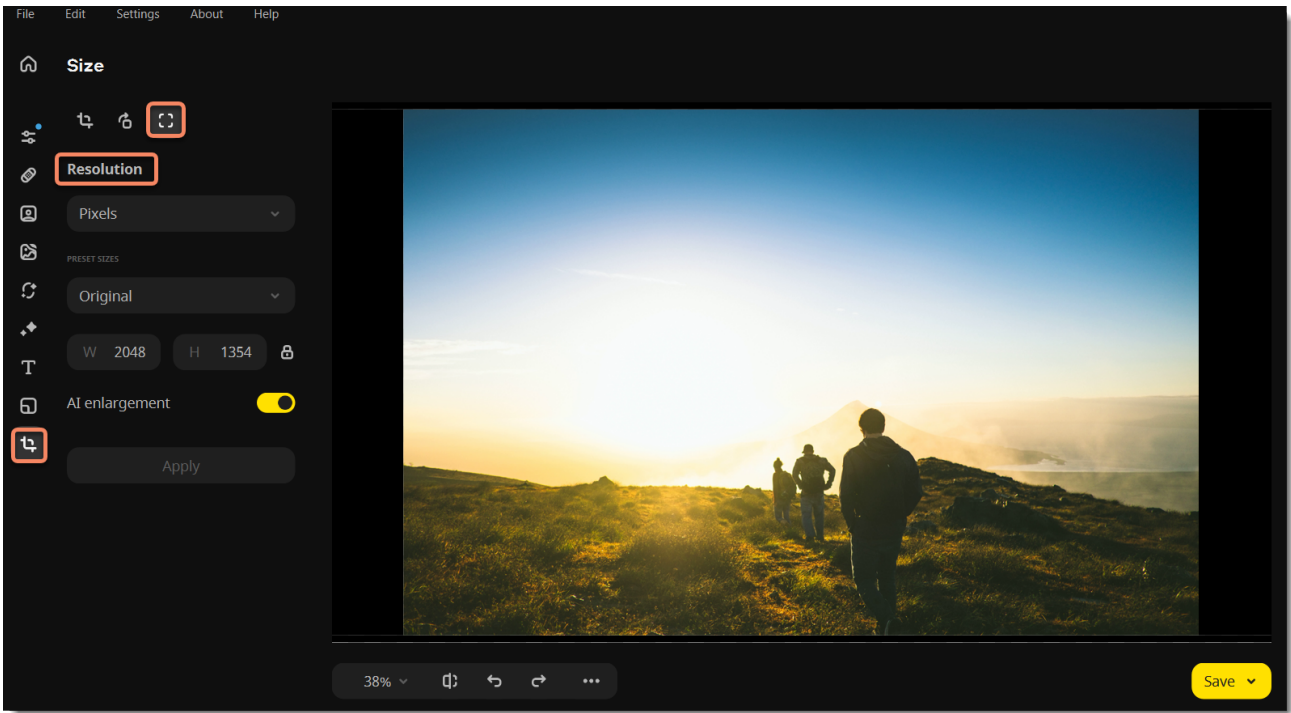 File Edit Settings About Help
Size
Resolution
Pixels
PRESET SIZES
Original
W 2048 H 1354
AI enlargement
Apply
T
38%
Save